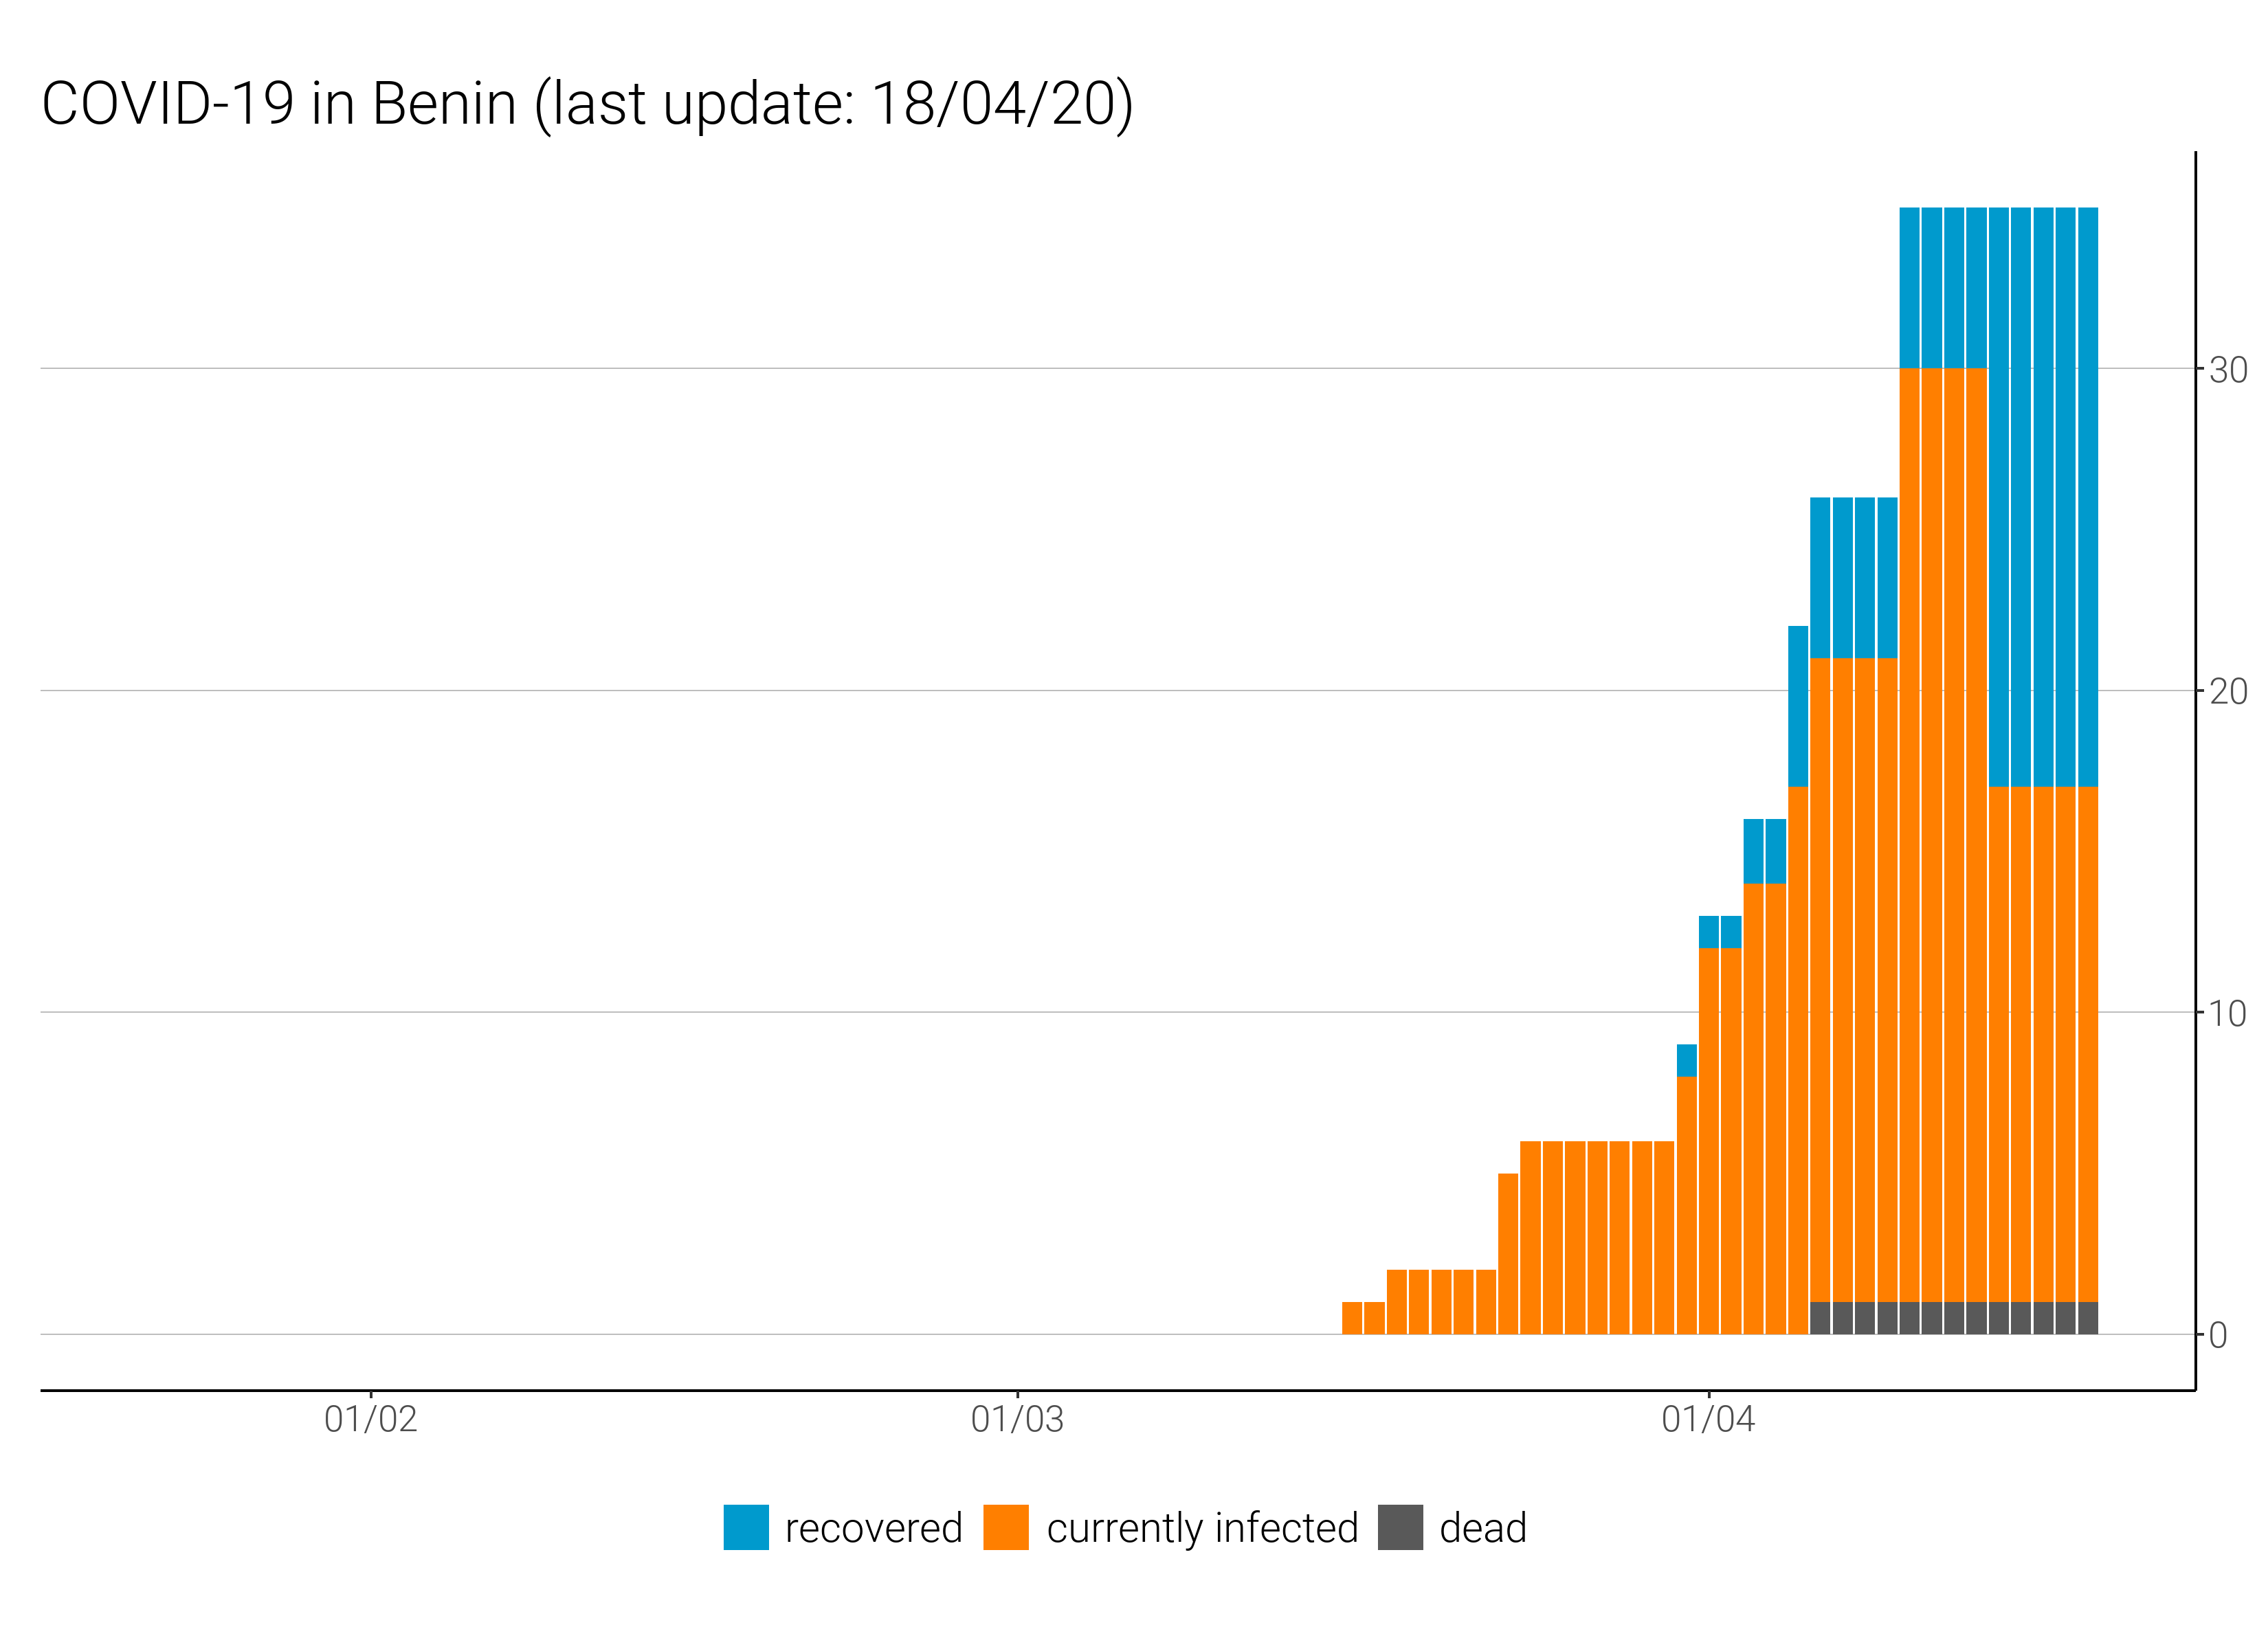 COVID-19 in Benin (last update: 18/04/20)
30
20
10
0
01/02 01/03 01/04
recovered currently infected dead